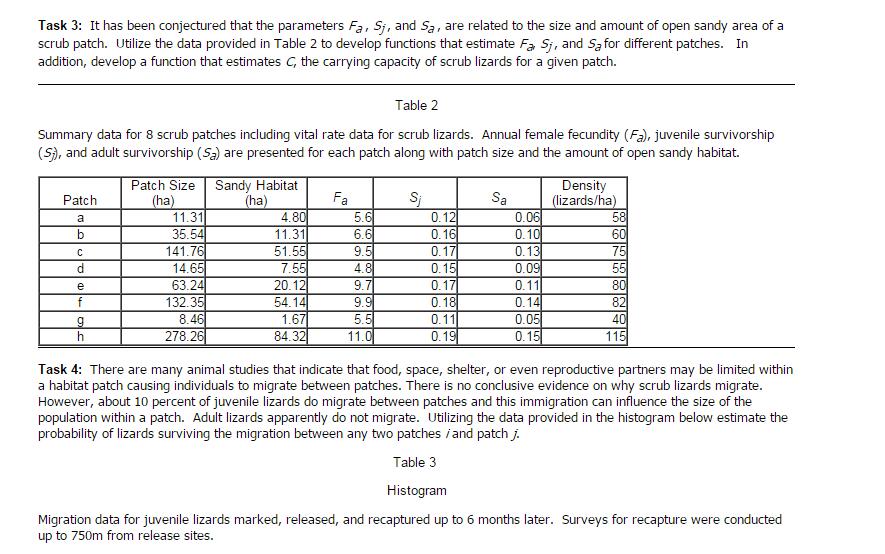 Task 3: It has been conjectured that the parameters Fa, Sj, and Sa, are related to the size and amount of open sandy area of a
scrub patch. Utilize the data provided in Table 2 to develop functions that estimate Fa, Sj, and Sa for different patches. In
addition, develop a function that estimates C, the carrying capacity of scrub lizards for a given patch.
Table 2
Summary data for 8 scrub patches including vital rate data for scrub lizards. Annual female fecundity (Fa), juvenile survivorship
(Sj), and adult survivorship (Sa) are presented for each patch along with patch size and the amount of open sandy habitat.
Patch Patch Size (ha) Sandy Habitat (ha) Fa Sj Sa Density (lizards/ha)
a 11.31 4.80 5.6 0.12 0.06 58
b 35.54 11.31 6.6 0.16 0.10 60
c 141.76 51.55 9.5 0.17 0.13 75
d 14.65 7.55 4.8 0.15 0.09 55
e 63.24 20.12 9.7 0.17 0.11 80
f 132.35 54.14 9.9 0.18 0.14 82
g 8.46 1.67 5.5 0.11 0.05 40
h 278.26 84.32 11.0 0.19 0.15 115
Task 4: There are many animal studies that indicate that food, space, shelter, or even reproductive partners may be limited within
a habitat patch causing individuals to migrate between patches. There is no conclusive evidence on why scrub lizards migrate.
However, about 10 percent of juvenile lizards do migrate between patches and this immigration can influence the size of the
population within a patch. Adult lizards apparently do not migrate. Utilizing the data provided in the histogram below estimate the
probability of lizards surviving the migration between any two patches i and patch j.
Table 3
Histogram
Migration data for juvenile lizards marked, released, and recaptured up to 6 months later. Surveys for recapture were conducted
up to 750m from release sites.